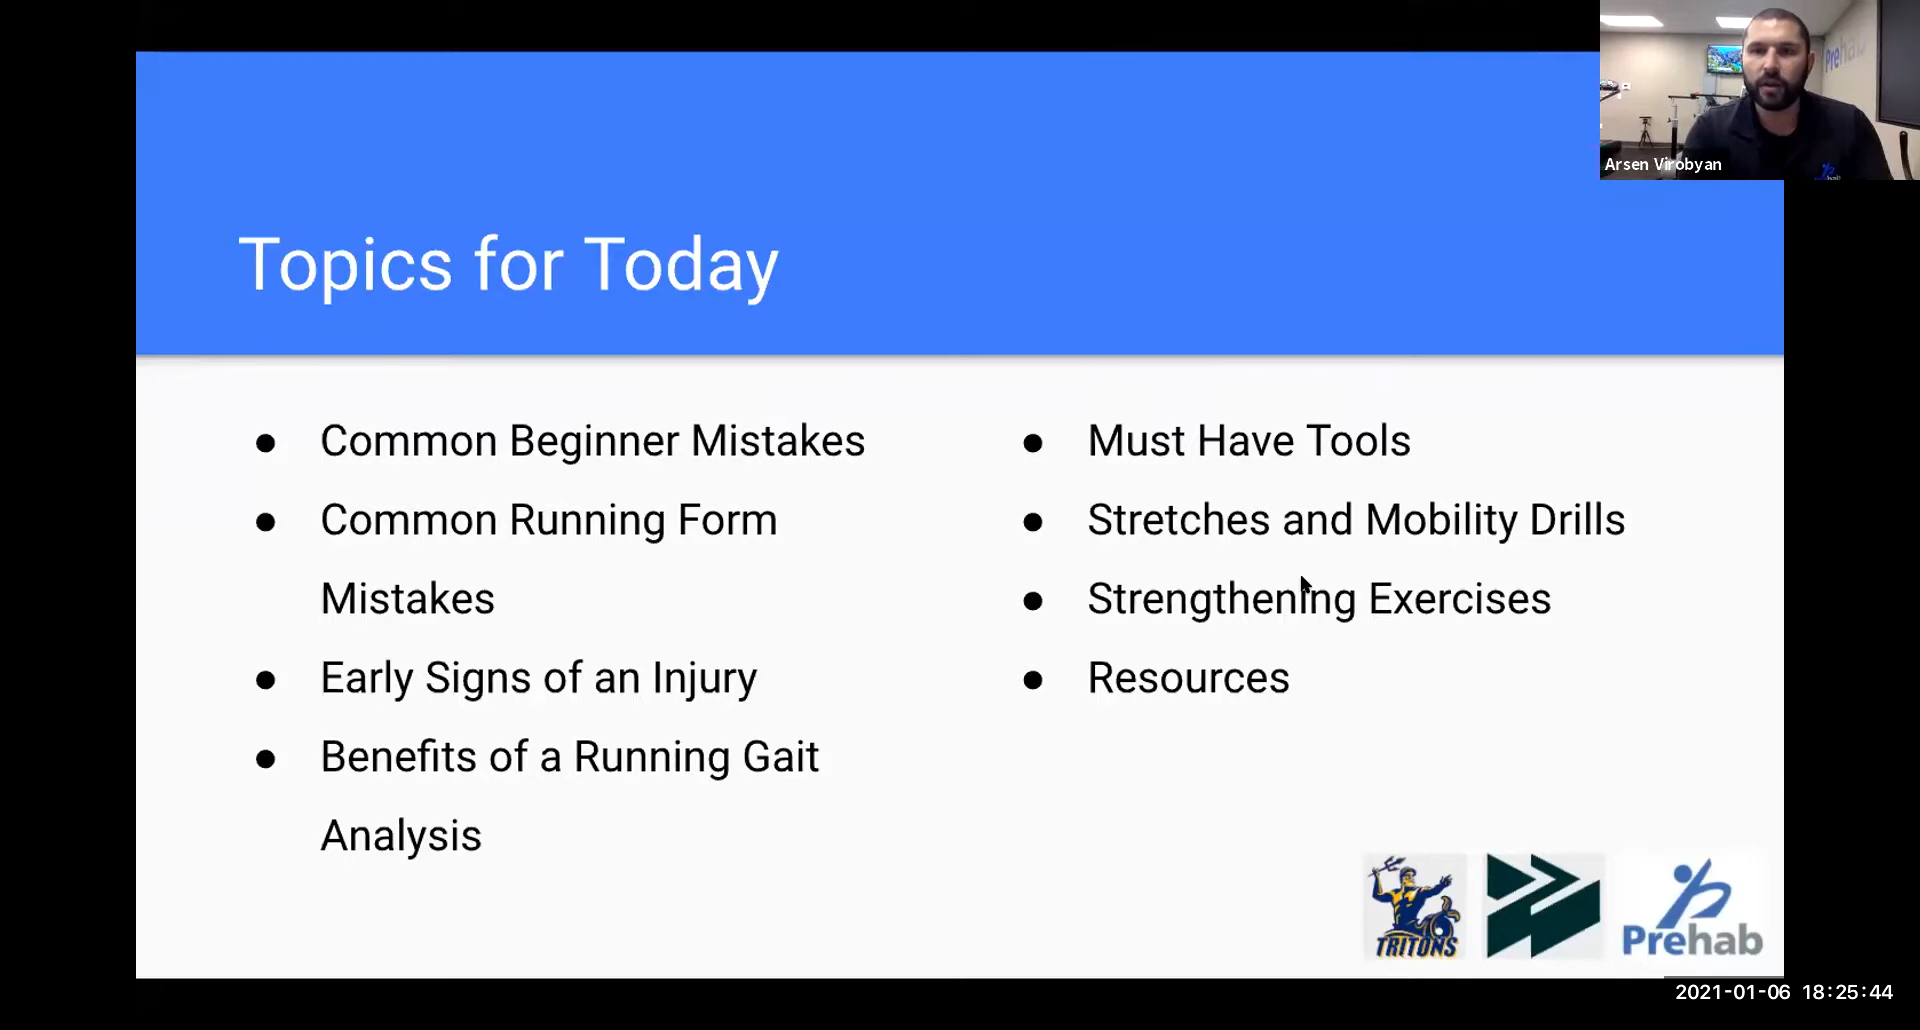 Prehab
Arsen Virobyan
Topics for Today
Common Beginner Mistakes
Common Running Form
Mistakes
Early Signs of an Injury
Benefits of a Running Gait
Analysis
Must Have Tools
Stretches and Mobility Drills
Strengthening Exercises
Resources
TRITONS
Prehab
2021-01-06 18:25:44